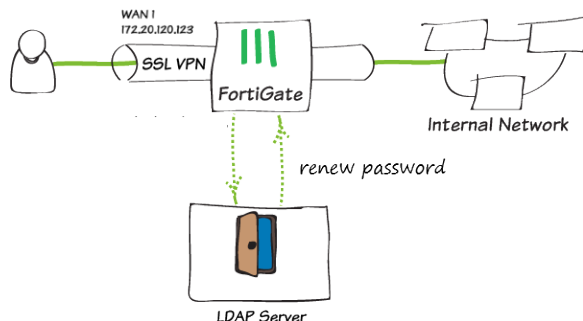 WAN 1
172.20.120.123
SSL VPN
FortiGate
Internal Network
renew password
LDAP Server